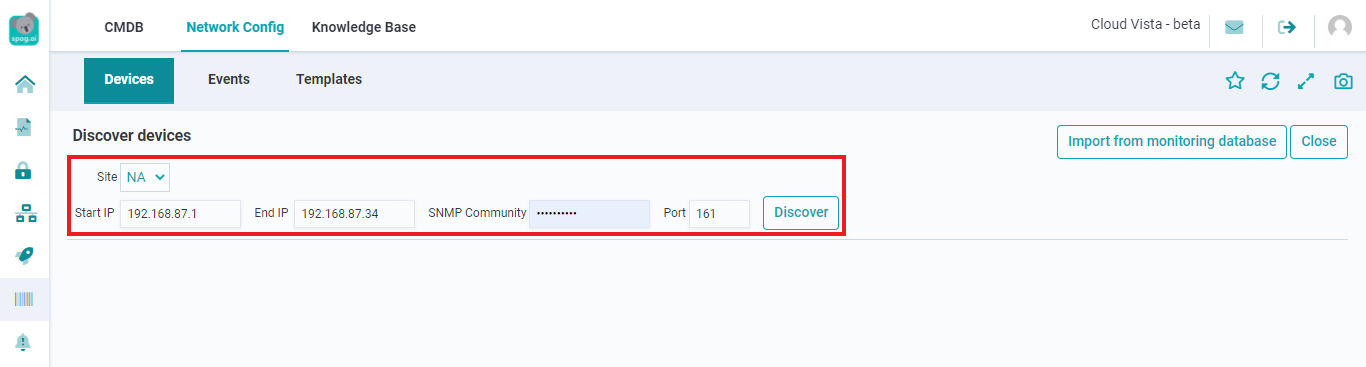 spog.ai
CMDB Network Config Knowledge Base Cloud Vista - beta
Devices Events Templates
Discover devices Import from monitoring database Close
Site NA
Start IP 192.168.87.1 End IP 192.168.87.34 SNMP Community •••••••••• Port 161 Discover